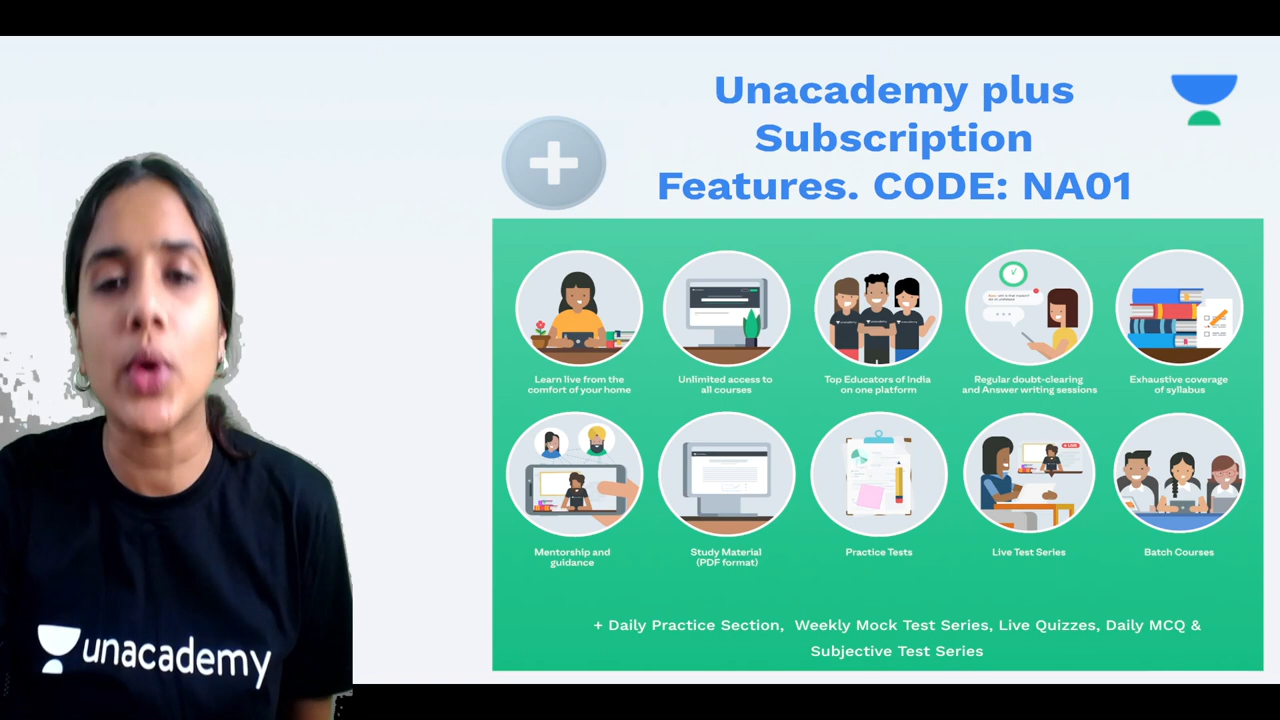 Unacademy plus
Subscription
Features. CODE: NA01
Learn live from the
comfort of your home
Unlimited access to
all courses
Top Educators of India
on one platform
Regular doubt-clearing
and Answer writing sessions
Exhaustive coverage
of syllabus
Mentorship and
guidance
Study Material
(PDF format)
Practice Tests
Live Test Series
Batch Courses
+ Daily Practice Section,  Weekly Mock Test Series, Live Quizzes, Daily MCQ &
Subjective Test Series
unacademy
LIVE